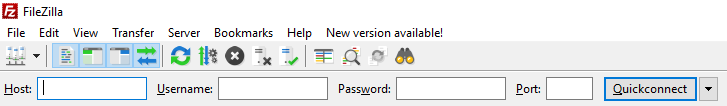 FileZilla
File Edit View Transfer Server Bookmarks Help New version available!
Host: Username: Password: Port: Quickconnect